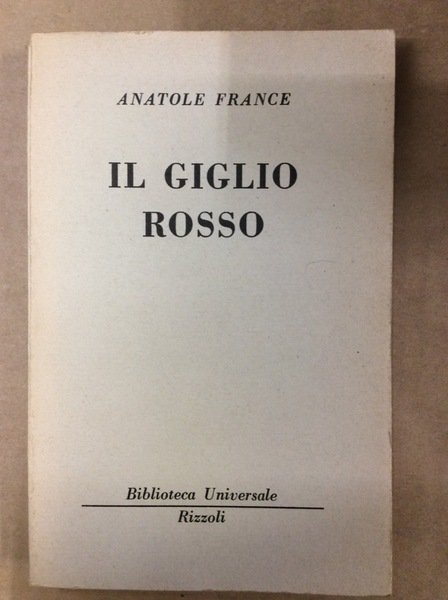 ANATOLE FRANCE
IL GIGLIO
ROSSO
Biblioteca Universale
Rizzoli